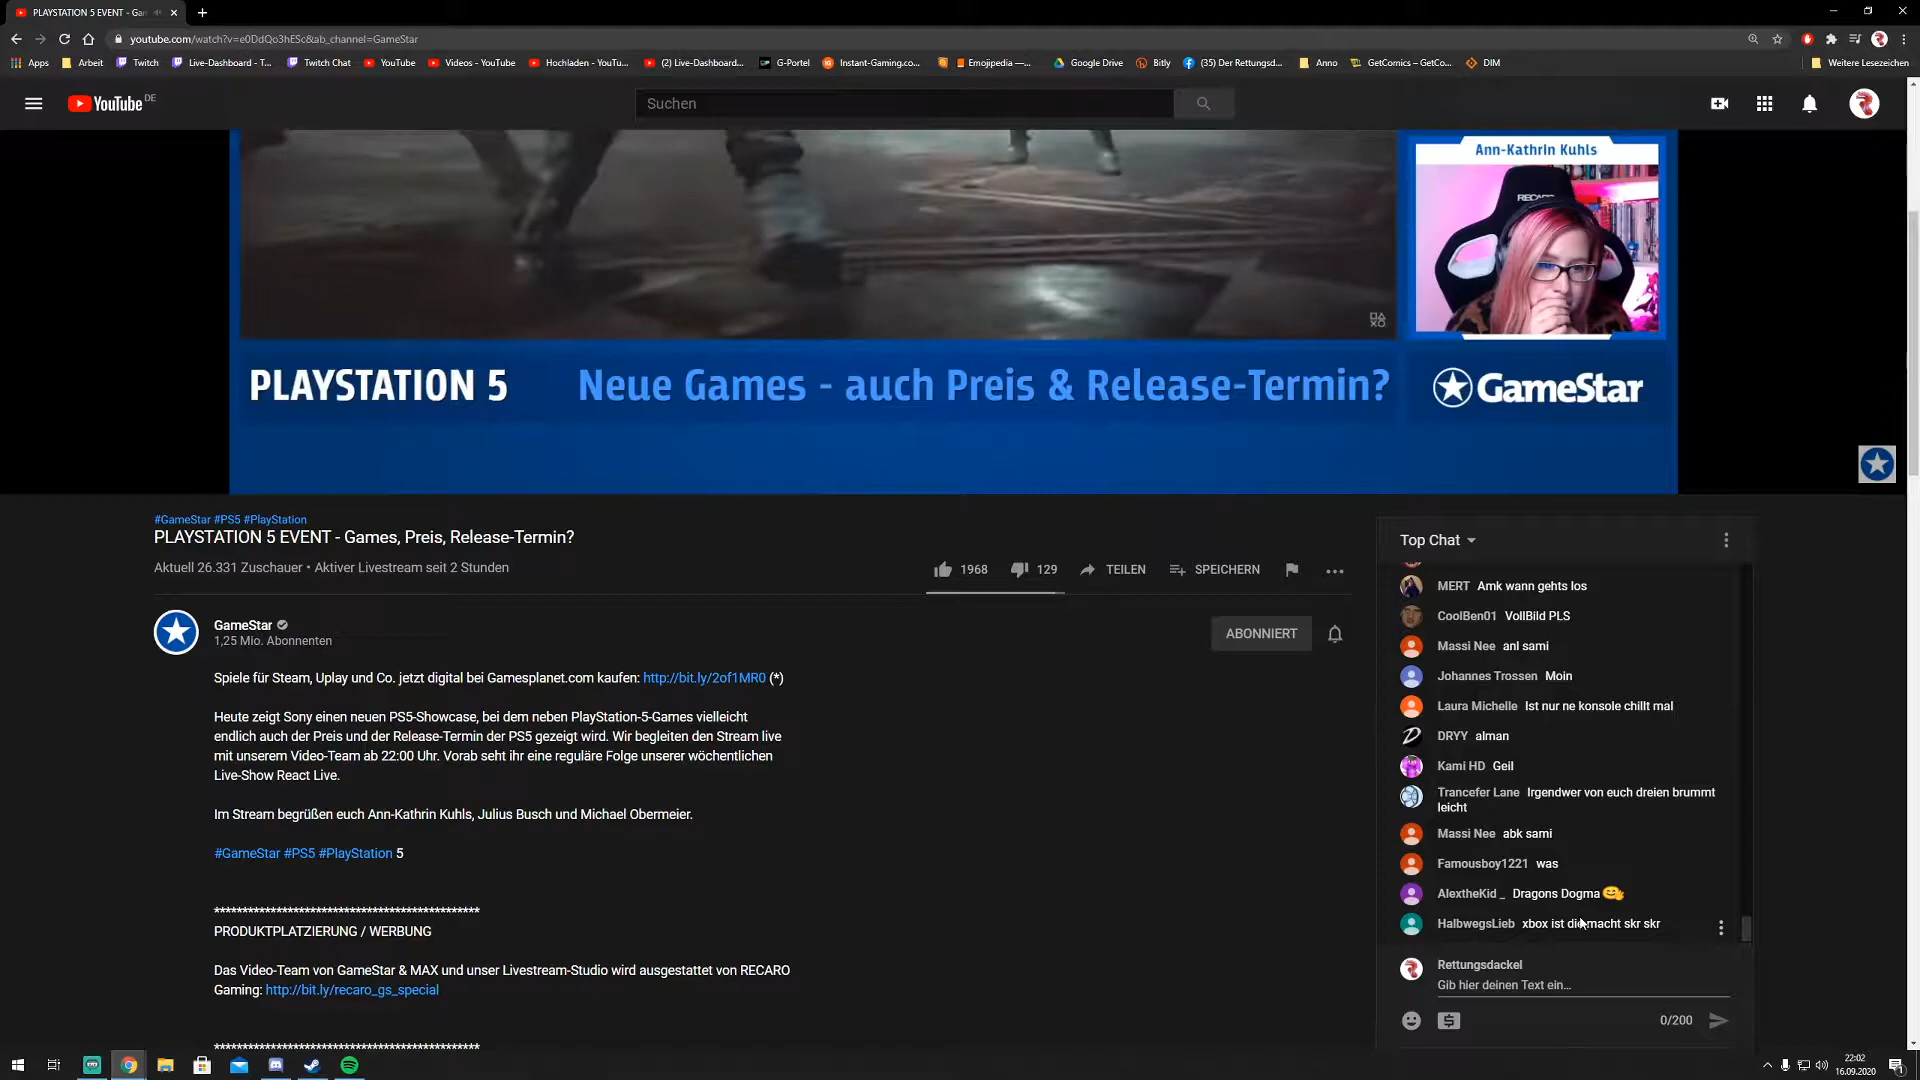 PLAYSTATION 5 EVENT - Ga
youtube.com/watch?v=e0DdQo3hESc&ab_channel=GameStar
Apps Arbeit Twitch Live-Dashboard - T... Twitch Chat YouTube Videos - YouTube Hochladen - YouTu... (2) Live-Dashboard... G-Portel Instant-Gaming.co... Emojipedia —... Google Drive Bitly (35) Der Rettungsd... Anno GetComics – GetCo... DIM Weitere Lesezeichen
YouTube DE
Suchen
Ann-Kathrin Kuhls
RECARO
PLAYSTATION 5
Neue Games - auch Preis & Release-Termin?
GameStar
#GameStar #PS5 #PlayStation
PLAYSTATION 5 EVENT - Games, Preis, Release-Termin?
Aktuell 26.331 Zuschauer • Aktiver Livestream seit 2 Stunden
1968 129 TEILEN SPEICHERN
GameStar
1,25 Mio. Abonnenten
ABONNIERT
Spiele für Steam, Uplay und Co. jetzt digital bei Gamesplanet.com kaufen: http://bit.ly/2of1MR0 (*)
Heute zeigt Sony einen neuen PS5-Showcase, bei dem neben PlayStation-5-Games vielleicht
endlich auch der Preis und der Release-Termin der PS5 gezeigt wird. Wir begleiten den Stream live
mit unserem Video-Team ab 22:00 Uhr. Vorab seht ihr eine reguläre Folge unserer wöchentlichen
Live-Show React Live.
Im Stream begrüßen euch Ann-Kathrin Kuhls, Julius Busch und Michael Obermeier.
#GameStar #PS5 #PlayStation 5
**********************************************
PRODUKTPLATZIERUNG / WERBUNG
Das Video-Team von GameStar & MAX und unser Livestream-Studio wird ausgestattet von RECARO
Gaming: http://bit.ly/recaro_gs_special
**********************************************
Top Chat
MERT Amk wann gehts los
CoolBen01 VollBild PLS
Massi Nee anl sami
Johannes Trossen Moin
Laura Michelle Ist nur ne konsole chillt mal
DRYY alman
Kami HD Geil
Trancefer Lane Irgendwer von euch dreien brummt
leicht
Massi Nee abk sami
Famousboy1221 was
AlextheKid _ Dragons Dogma
HalbwegsLieb xbox ist die macht skr skr
Rettungsdackel
Gib hier deinen Text ein...
0/200
22:02
16.09.2020